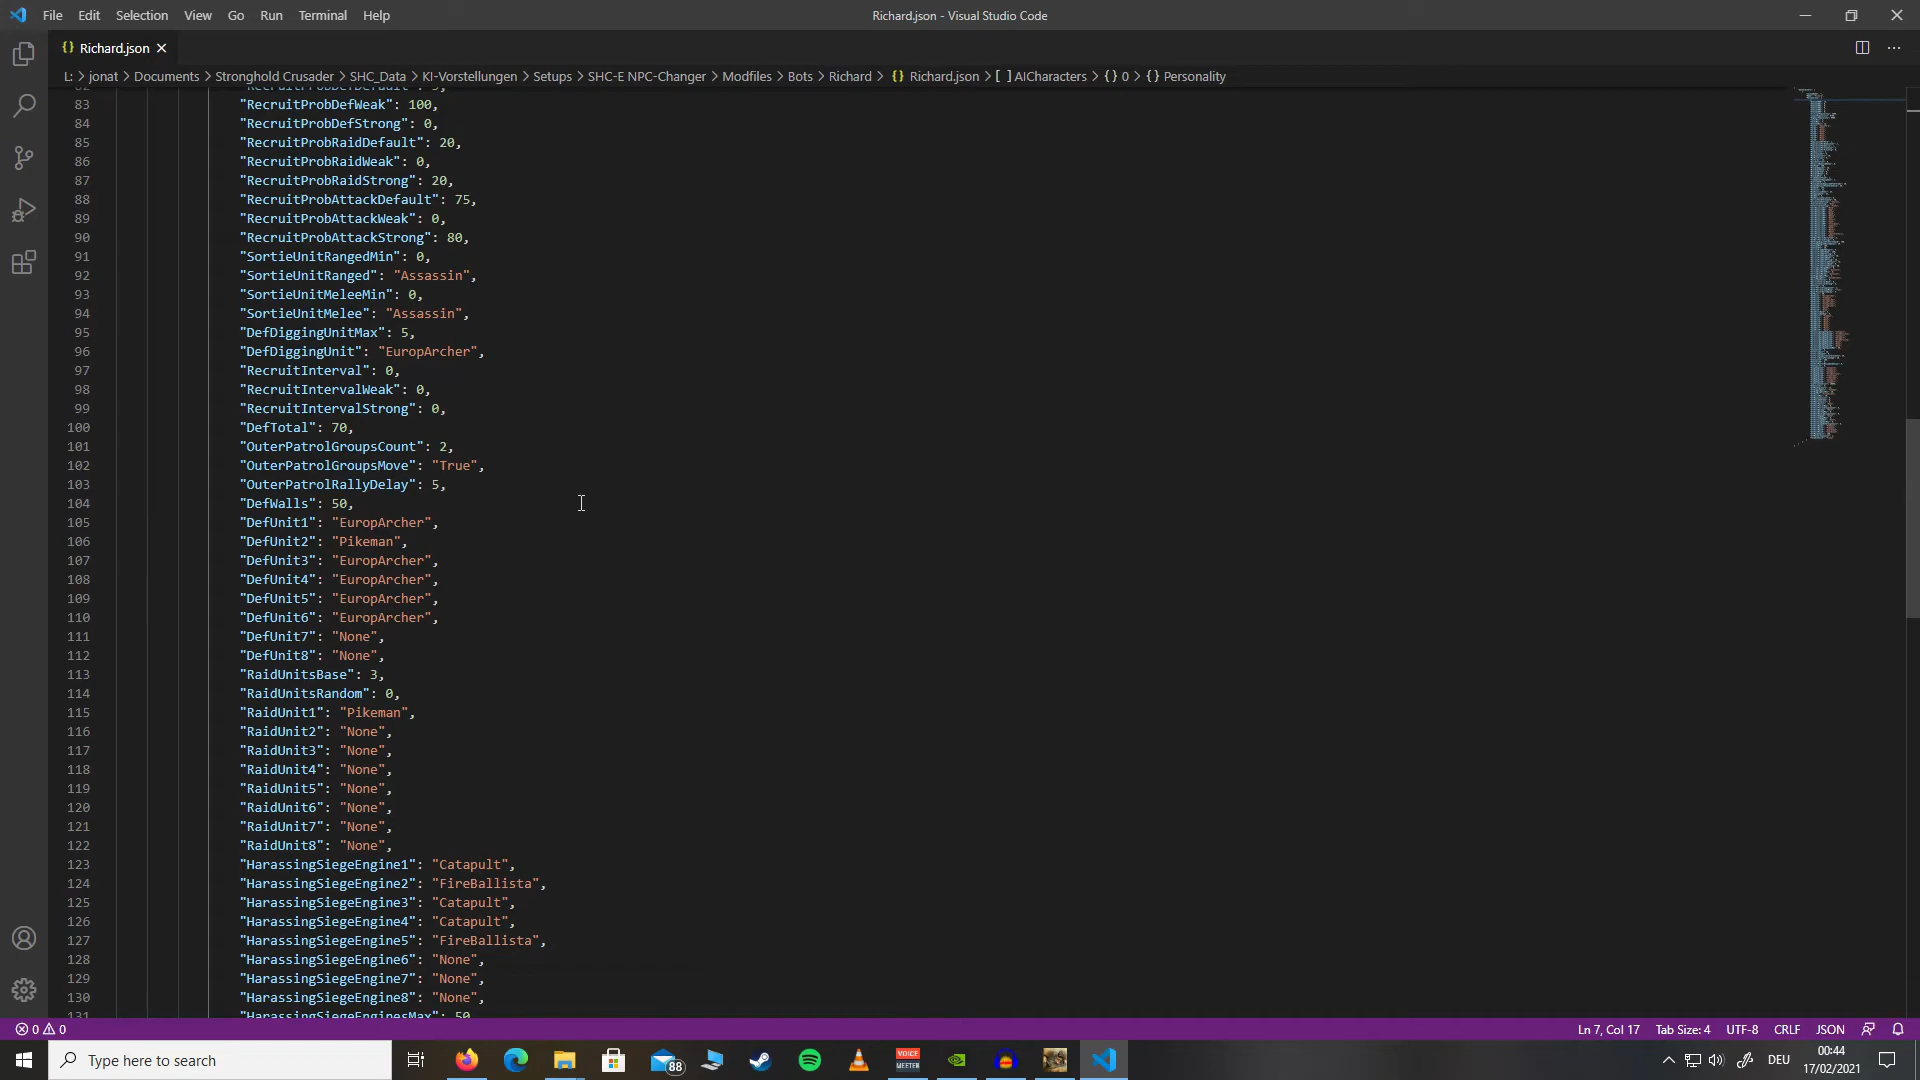 File Edit Selection View Go Run Terminal Help
Richard.json - Visual Studio Code
{} Richard.json
L: > jonat > Documents > Stronghold Crusader > SHC_Data > KI-Vorstellungen > Setups > SHC-E NPC-Changer > Modfiles > Bots > Richard > {} Richard.json > [ ] AICharacters > {} 0 > {} Personality
83 "RecruitProbDefWeak": 100,
84 "RecruitProbDefStrong": 0,
85 "RecruitProbRaidDefault": 20,
86 "RecruitProbRaidWeak": 0,
87 "RecruitProbRaidStrong": 20,
88 "RecruitProbAttackDefault": 75,
89 "RecruitProbAttackWeak": 0,
90 "RecruitProbAttackStrong": 80,
91 "SortieUnitRangedMin": 0,
92 "SortieUnitRanged": "Assassin",
93 "SortieUnitMeleeMin": 0,
94 "SortieUnitMelee": "Assassin",
95 "DefDiggingUnitMax": 5,
96 "DefDiggingUnit": "EuropArcher",
97 "RecruitInterval": 0,
98 "RecruitIntervalWeak": 0,
99 "RecruitIntervalStrong": 0,
100 "DefTotal": 70,
101 "OuterPatrolGroupsCount": 2,
102 "OuterPatrolGroupsMove": "True",
103 "OuterPatrolRallyDelay": 5,
104 "DefWalls": 50,
105 "DefUnit1": "EuropArcher",
106 "DefUnit2": "Pikeman",
107 "DefUnit3": "EuropArcher",
108 "DefUnit4": "EuropArcher",
109 "DefUnit5": "EuropArcher",
110 "DefUnit6": "EuropArcher",
111 "DefUnit7": "None",
112 "DefUnit8": "None",
113 "RaidUnitsBase": 3,
114 "RaidUnitsRandom": 0,
115 "RaidUnit1": "Pikeman",
116 "RaidUnit2": "None",
117 "RaidUnit3": "None",
118 "RaidUnit4": "None",
119 "RaidUnit5": "None",
120 "RaidUnit6": "None",
121 "RaidUnit7": "None",
122 "RaidUnit8": "None",
123 "HarassingSiegeEngine1": "Catapult",
124 "HarassingSiegeEngine2": "FireBallista",
125 "HarassingSiegeEngine3": "Catapult",
126 "HarassingSiegeEngine4": "Catapult",
127 "HarassingSiegeEngine5": "FireBallista",
128 "HarassingSiegeEngine6": "None",
129 "HarassingSiegeEngine7": "None",
130 "HarassingSiegeEngine8": "None",
131 "HarassingSiegeEnginesMax": 50
0 0
Ln 7, Col 17 Tab Size: 4 UTF-8 CRLF JSON
Type here to search
88
VOICE
MEETER
DEU
00:44
17/02/2021